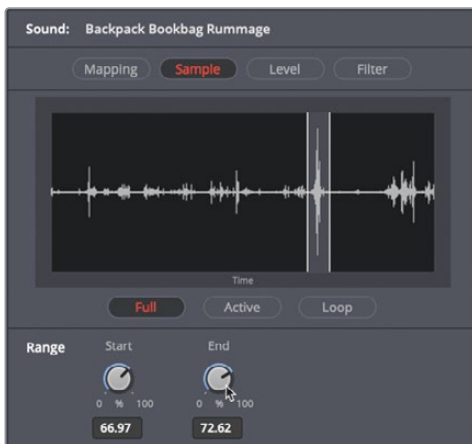 Sound: Backpack Bookbag Rummage
Mapping Sample Level Filter
Time
Full Active Loop
Range Start End
0 % 100 0 % 100
66.97 72.62